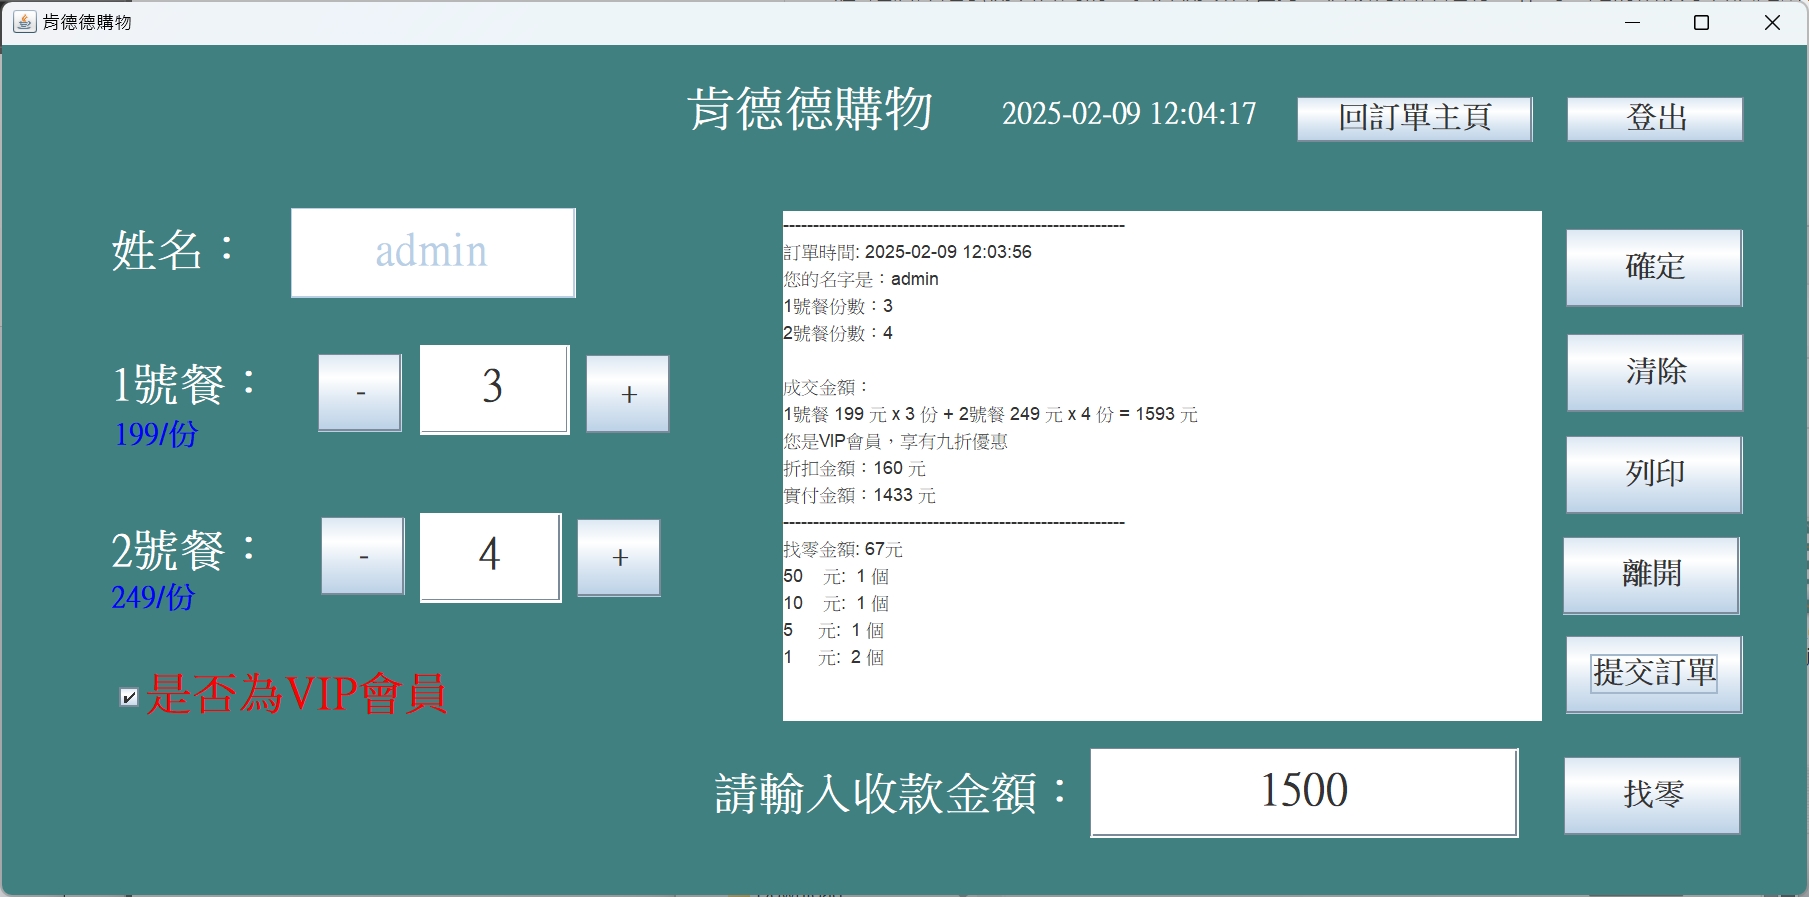 肯德德購物
肯德德購物
2025-02-09 12:04:17
回訂單主頁
登出
姓名：
admin
1號餐：
199/份
-
3
+
2號餐：
249/份
-
4
+
是否為VIP會員
---------------------------------------------------------
訂單時間: 2025-02-09 12:03:56
您的名字是：admin
1號餐份數：3
2號餐份數：4
成交金額：
1號餐 199 元 x 3 份 + 2號餐 249 元 x 4 份 = 1593 元
您是VIP會員，享有九折優惠
折扣金額：160 元
實付金額：1433 元
---------------------------------------------------------
找零金額: 67元
50 元: 1 個
10 元: 1 個
5 元: 1 個
1 元: 2 個
確定
清除
列印
離開
提交訂單
請輸入收款金額：
1500
找零